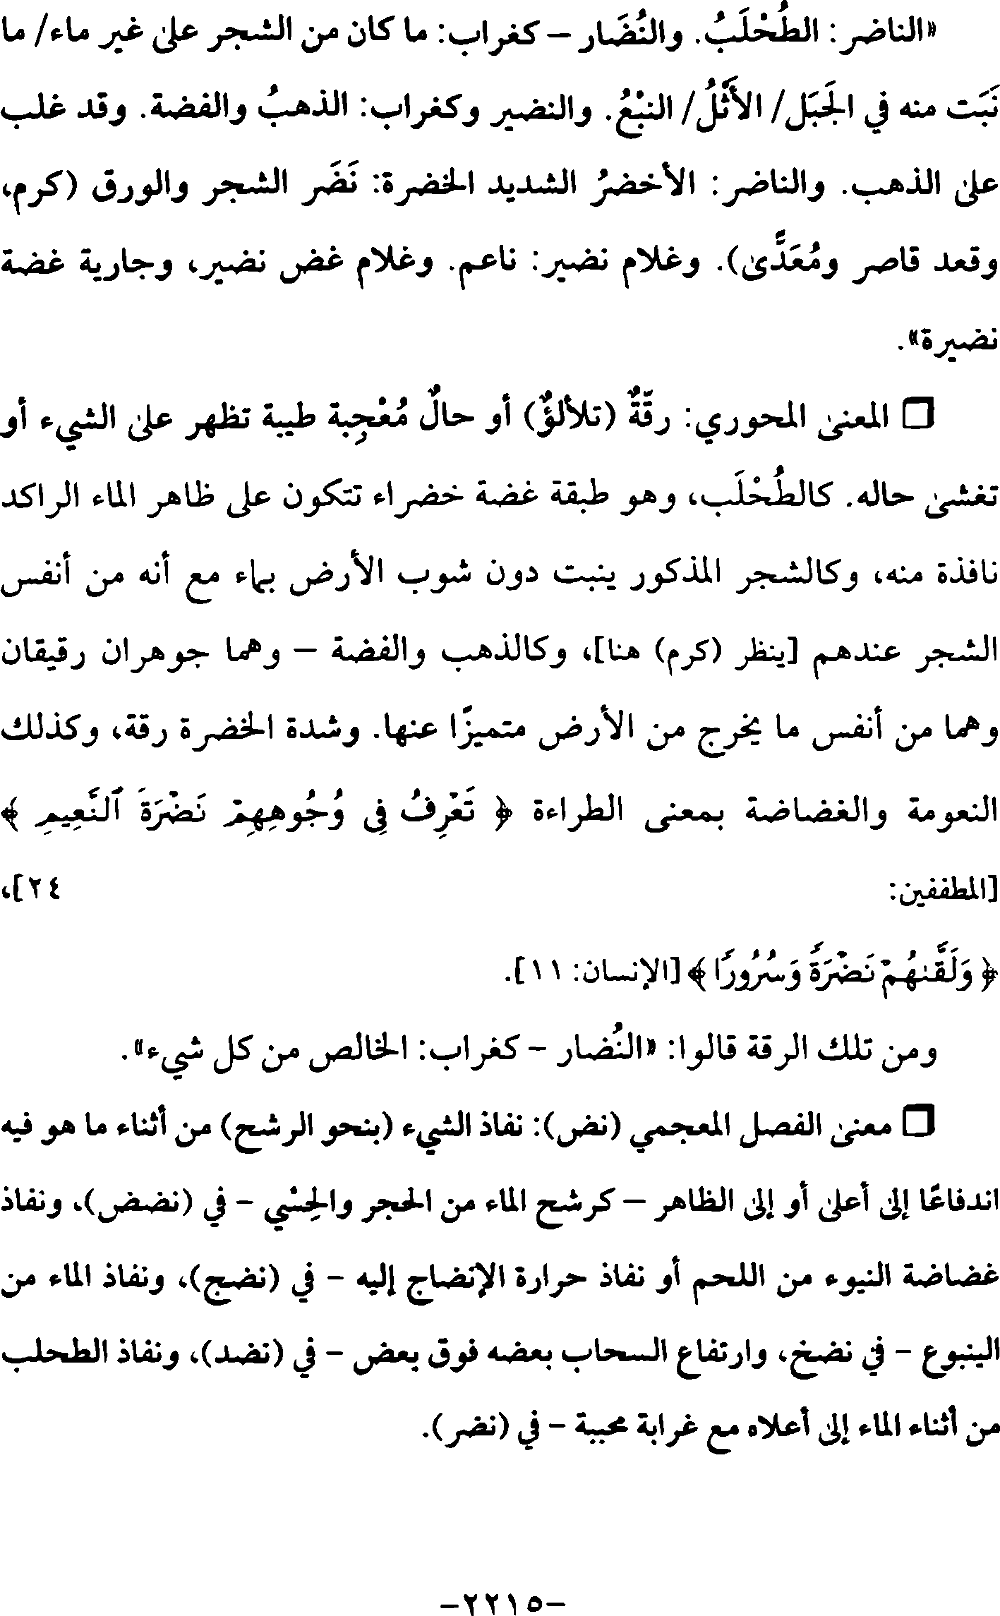 «الناضر: الطُحْلَبُ. والنُضَار – كغراب: ما كان من الشجر على غير ماء/ ما
نَبَت منه في الجَبَل/ الأَثْلُ/ النبْعُ. والنضير وكغراب: الذهبُ والفضة. وقد غلب
على الذهب. والناضر: الأخضرُ الشديد الخضرة: نَضَر الشجر والورق (كرم،
وقعد قاصر ومُعَدًّى). وغلام نضير: ناعم. وغلام غض نضير، وجارية غضة
نضيرة».
❒ المعنى المحوري: رقّةٌ (تلألؤٌ) أو حالٌ مُعْجِبة طيبة تظهر على الشيء أو
تغشى حاله. كالطُحْلَب، وهو طبقة غضة خضراء تتكون على ظاهر الماء الراكد
نافذة منه، وكالشجر المذكور ينبت دون شوب الأرض بماء مع أنه من أنفس
الشجر عندهم [ينظر (كرم) هنا]، وكالذهب والفضة – وهما جوهران رقيقان
وهما من أنفس ما يخرج من الأرض متميزًا عنها. وشدة الخضرة رقة، وكذلك
النعومة والغضاضة بمعنى الطراءة ﴿ تَعْرِفُ فِى وُجُوهِهِمْ نَضْرَةَ ٱلنَّعِيمِ ﴾
[المطففين: ٢٤]،
﴿ وَلَقَّىٰهُمْ نَضْرَةً وَسُرُورًا ﴾ [الإنسان: ١١].
ومن تلك الرقة قالوا: «النُضار – كغراب: الخالص من كل شيء».
❒ معنى الفصل المعجمي (نض): نفاذ الشيء (بنحو الرشح) من أثناء ما هو فيه
اندفاعًا إلى أعلى أو إلى الظاهر – كرشح الماء من الحجر والحِسْي – في (نضض)، ونفاذ
غضاضة النيوء من اللحم أو نفاذ حرارة الإنضاج إليه – في (نضج)، ونفاذ الماء من
الينبوع – في نضخ، وارتفاع السحاب بعضه فوق بعض – في (نضد)، ونفاذ الطحلب
من أثناء الماء إلى أعلاه مع غرابة محببة – في (نضر).
–٢٢١٥–